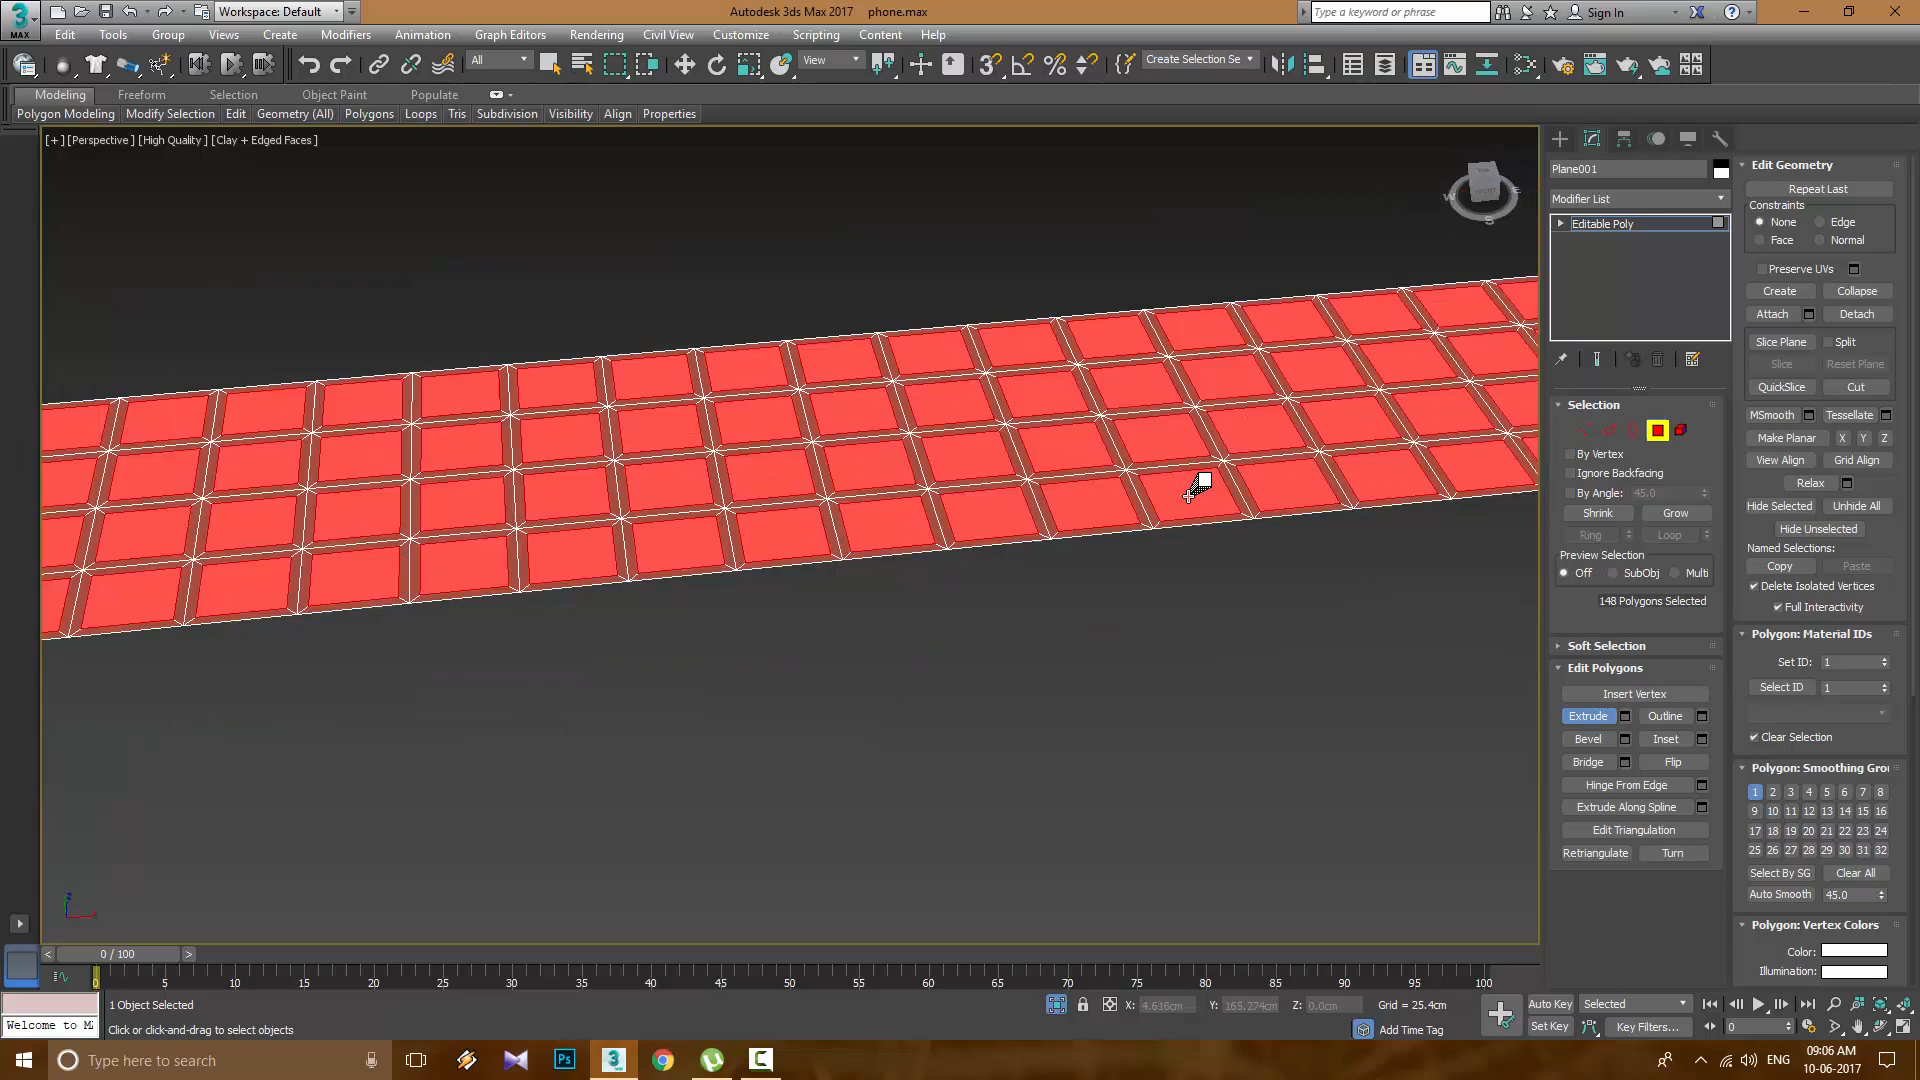 Workspace: Default
Autodesk 3ds Max 2017 phone.max
Type a keyword or phrase
Sign In
MAX
Edit Tools Group Views Create Modifiers Animation Graph Editors Rendering Civil View Customize Scripting Content Help
All
View
Create Selection Se
Modeling Freeform Selection Object Paint Populate
Polygon Modeling Modify Selection Edit Geometry (All) Polygons Loops Tris Subdivision Visibility Align Properties
[+] [Perspective ] [High Quality ] [Clay + Edged Faces ]
Plane001
Modifier List
Editable Poly
Selection
By Vertex
Ignore Backfacing
By Angle: 45.0
Shrink Grow
Ring Loop
Preview Selection
Off SubObj Multi
148 Polygons Selected
Soft Selection
Edit Polygons
Insert Vertex
Extrude Outline
Bevel Inset
Bridge Flip
Hinge From Edge
Extrude Along Spline
Edit Triangulation
Retriangulate Turn
Edit Geometry
Repeat Last
Constraints
None Edge
Face Normal
Preserve UVs
Create Collapse
Attach Detach
Slice Plane Split
Slice Reset Plane
QuickSlice Cut
MSmooth Tessellate
Make Planar X Y Z
View Align Grid Align
Relax
Hide Selected Unhide All
Hide Unselected
Named Selections:
Copy Paste
Delete Isolated Vertices
Full Interactivity
Polygon: Material IDs
Set ID: 1
Select ID 1
Clear Selection
Polygon: Smoothing Gro
1 2 3 4 5 6 7 8
9 10 11 12 13 14 15 16
17 18 19 20 21 22 23 24
25 26 27 28 29 30 31 32
Select By SG Clear All
Auto Smooth 45.0
Polygon: Vertex Colors
Color:
Illumination:
0 / 100
5 10 15 20 25 30 35 40 45 50 55 60 65 70 75 80 85 90 95 100
1 Object Selected
X: 4.616cm Y: 165.274cm Z: 0.0cm Grid = 25.4cm
Auto Key Selected
Welcome to M
Click or click-and-drag to select objects
Add Time Tag
Set Key Key Filters...
0
Type here to search
ENG
09:06 AM
10-06-2017